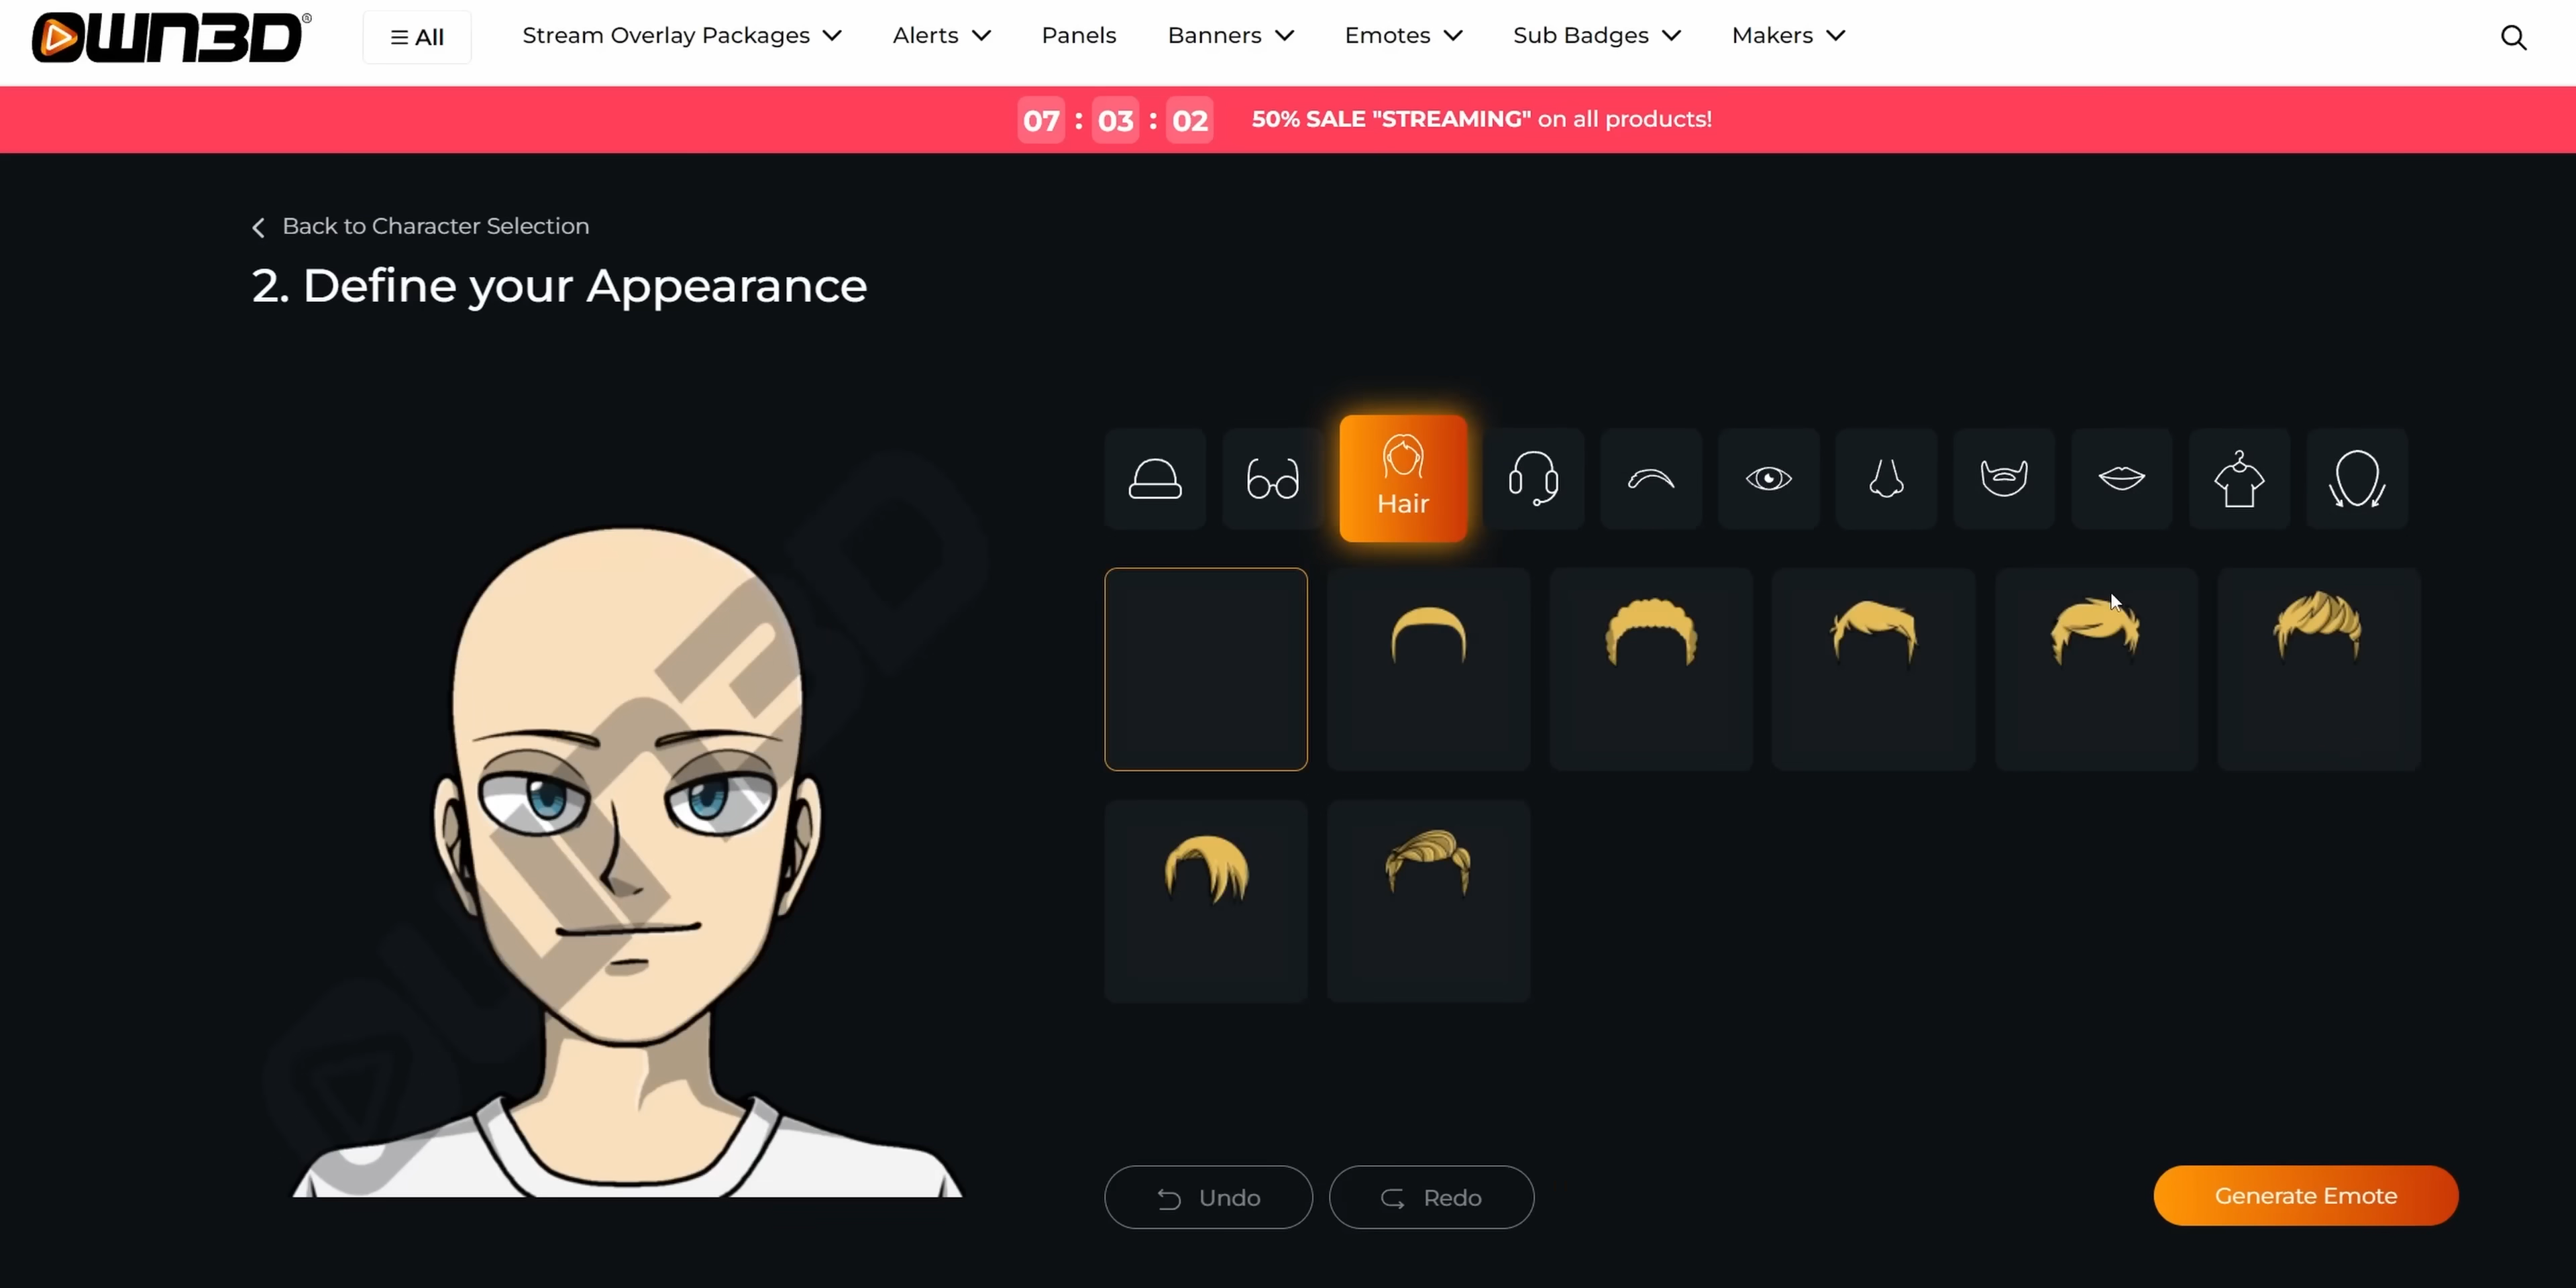 OWN3D®
All
Stream Overlay Packages
Alerts
Panels
Banners
Emotes
Sub Badges
Makers
07 : 03 : 02
50% SALE "STREAMING" on all products!
Back to Character Selection
2. Define your Appearance
Hair
OWN3D
Undo
Redo
Generate Emote